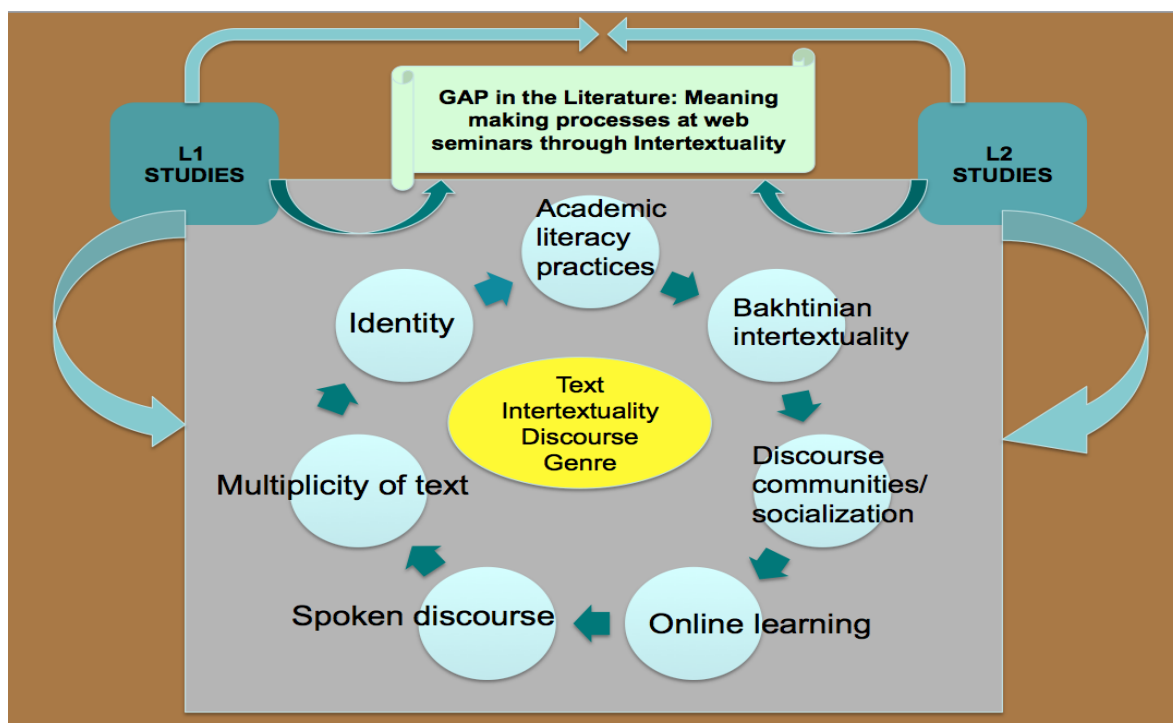 GAP in the Literature: Meaning
making processes at web
seminars through Intertextuality
L1
STUDIES
L2
STUDIES
Academic
literacy
practices
Bakhtinian
intertextuality
Discourse
communities/
socialization
Online learning
Spoken discourse
Multiplicity of text
Identity
Text
Intertextuality
Discourse
Genre